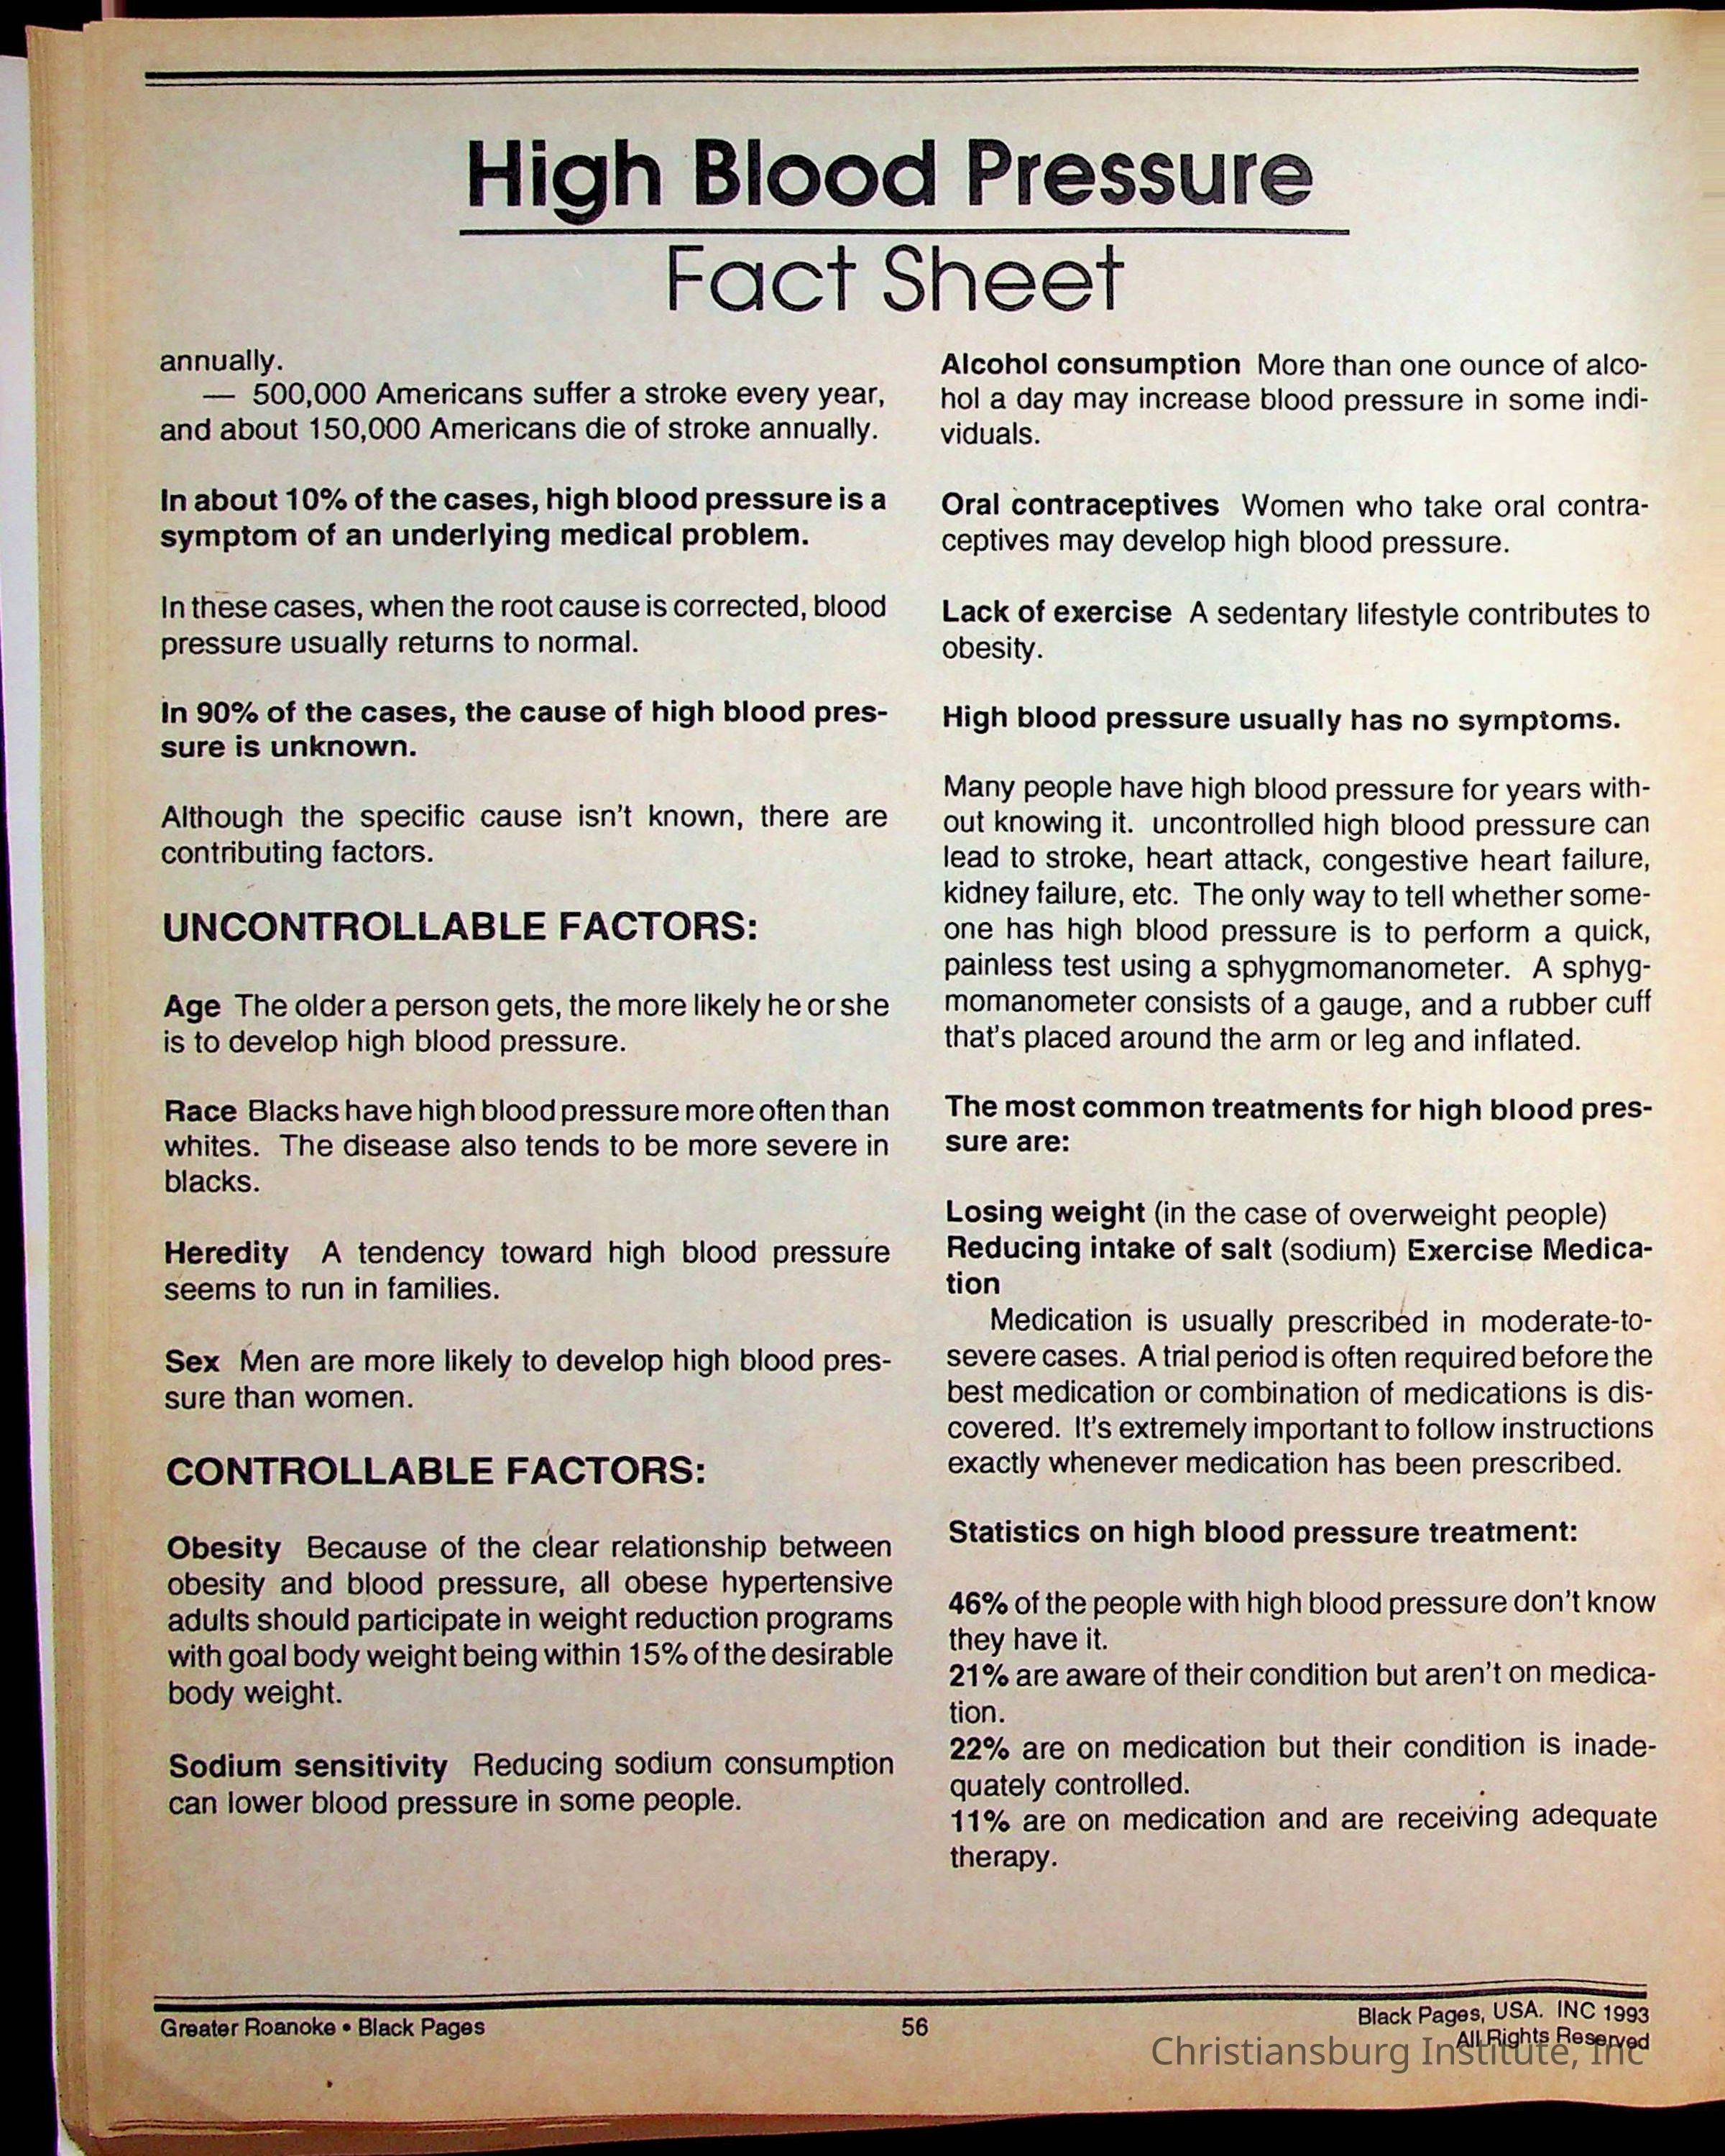 High Blood Pressure
Fact Sheet
annually.
— 500,000 Americans suffer a stroke every year,
and about 150,000 Americans die of stroke annually.
In about 10% of the cases, high blood pressure is a
symptom of an underlying medical problem.
In these cases, when the root cause is corrected, blood
pressure usually returns to normal.
In 90% of the cases, the cause of high blood pres-
sure is unknown.
Although the specific cause isn't known, there are
contributing factors.
UNCONTROLLABLE FACTORS:
Age The older a person gets, the more likely he or she
is to develop high blood pressure.
Race Blacks have high blood pressure more often than
whites. The disease also tends to be more severe in
blacks.
Heredity A tendency toward high blood pressure
seems to run in families.
Sex Men are more likely to develop high blood pres-
sure than women.
CONTROLLABLE FACTORS:
Obesity Because of the clear relationship between
obesity and blood pressure, all obese hypertensive
adults should participate in weight reduction programs
with goal body weight being within 15% of the desirable
body weight.
Sodium sensitivity Reducing sodium consumption
can lower blood pressure in some people.
Alcohol consumption More than one ounce of alco-
hol a day may increase blood pressure in some indi-
viduals.
Oral contraceptives Women who take oral contra-
ceptives may develop high blood pressure.
Lack of exercise A sedentary lifestyle contributes to
obesity.
High blood pressure usually has no symptoms.
Many people have high blood pressure for years with-
out knowing it. uncontrolled high blood pressure can
lead to stroke, heart attack, congestive heart failure,
kidney failure, etc. The only way to tell whether some-
one has high blood pressure is to perform a quick,
painless test using a sphygmomanometer. A sphyg-
momanometer consists of a gauge, and a rubber cuff
that's placed around the arm or leg and inflated.
The most common treatments for high blood pres-
sure are:
Losing weight (in the case of overweight people)
Reducing intake of salt (sodium) Exercise Medica-
tion
Medication is usually prescribed in moderate-to-
severe cases. A trial period is often required before the
best medication or combination of medications is dis-
covered. It's extremely important to follow instructions
exactly whenever medication has been prescribed.
Statistics on high blood pressure treatment:
46% of the people with high blood pressure don't know
they have it.
21% are aware of their condition but aren't on medica-
tion.
22% are on medication but their condition is inade-
quately controlled.
11% are on medication and are receiving adequate
therapy.
Greater Roanoke • Black Pages
56
Black Pages, USA. INC 1993
All Rights Reserved
Christiansburg Institute, Inc